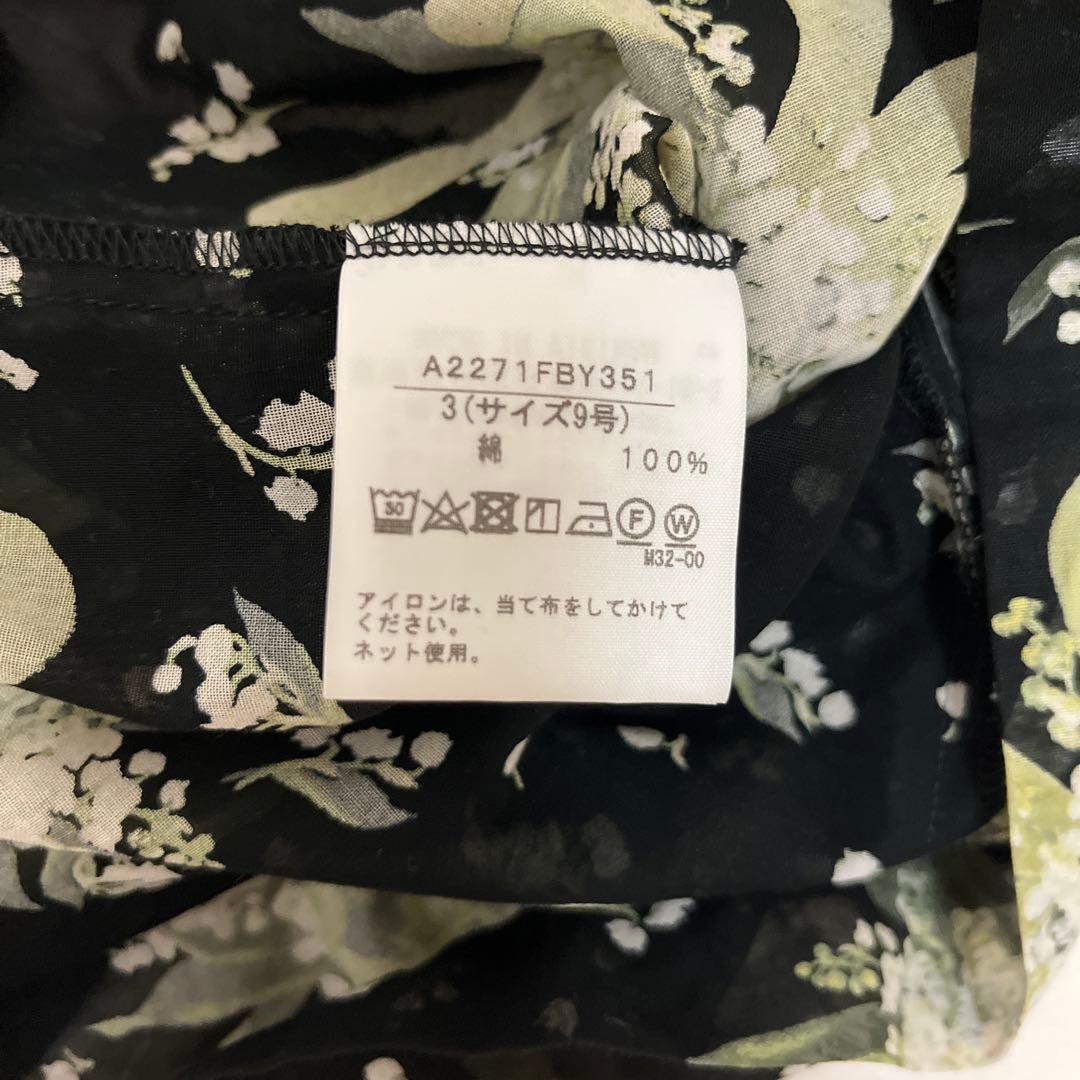 A2271FBY351
3(サイズ9号)
綿 100%
30 F W
M32-00
アイロンは、当て布をしてかけて
ください。
ネット使用。